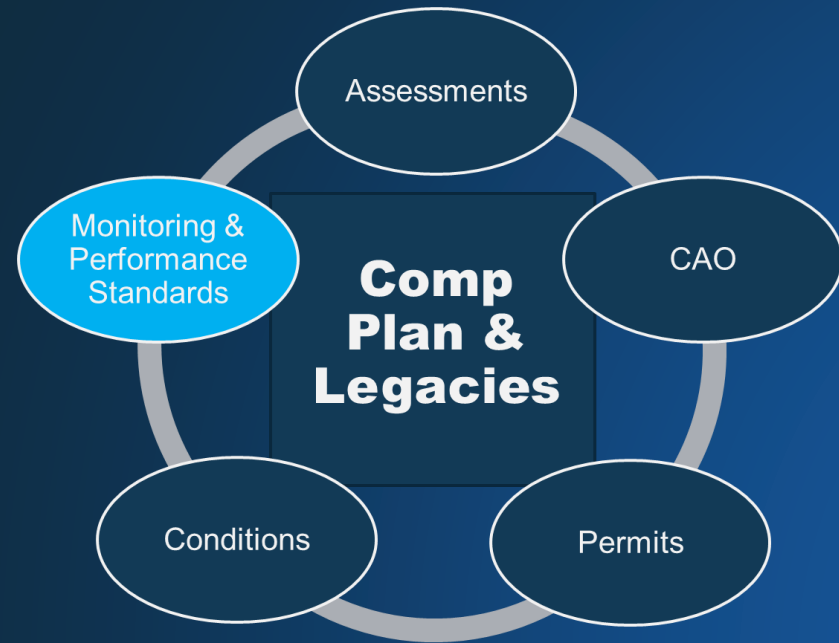 Assessments
Monitoring &
Performance
Standards
CAO
Comp
Plan &
Legacies
Conditions
Permits